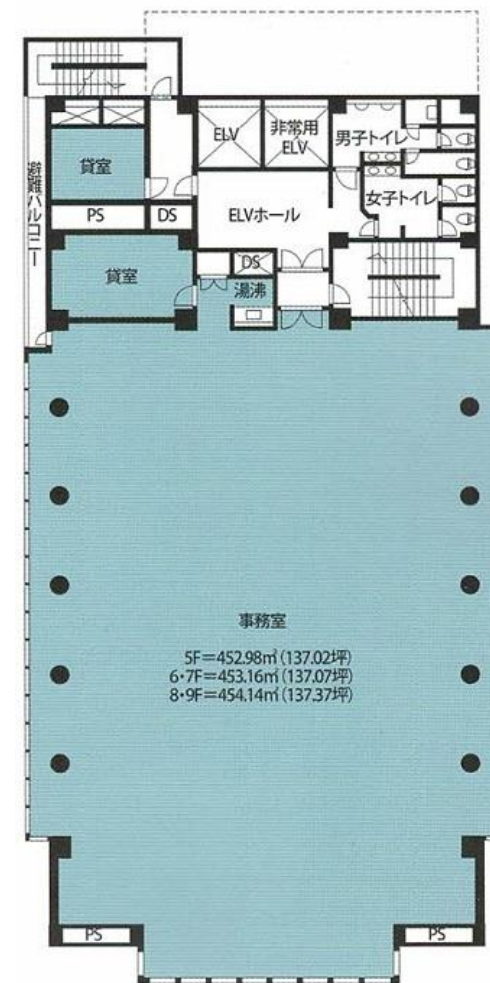 ELV
非常用
ELV
男子トイレ
貸室
女子トイレ
避難バルコニー
PS
DS
ELVホール
貸室
DS
湯沸
事務室
5F=452.98㎡(137.02坪)
6・7F=453.16㎡(137.07坪)
8・9F=454.14㎡(137.37坪)
PS
PS